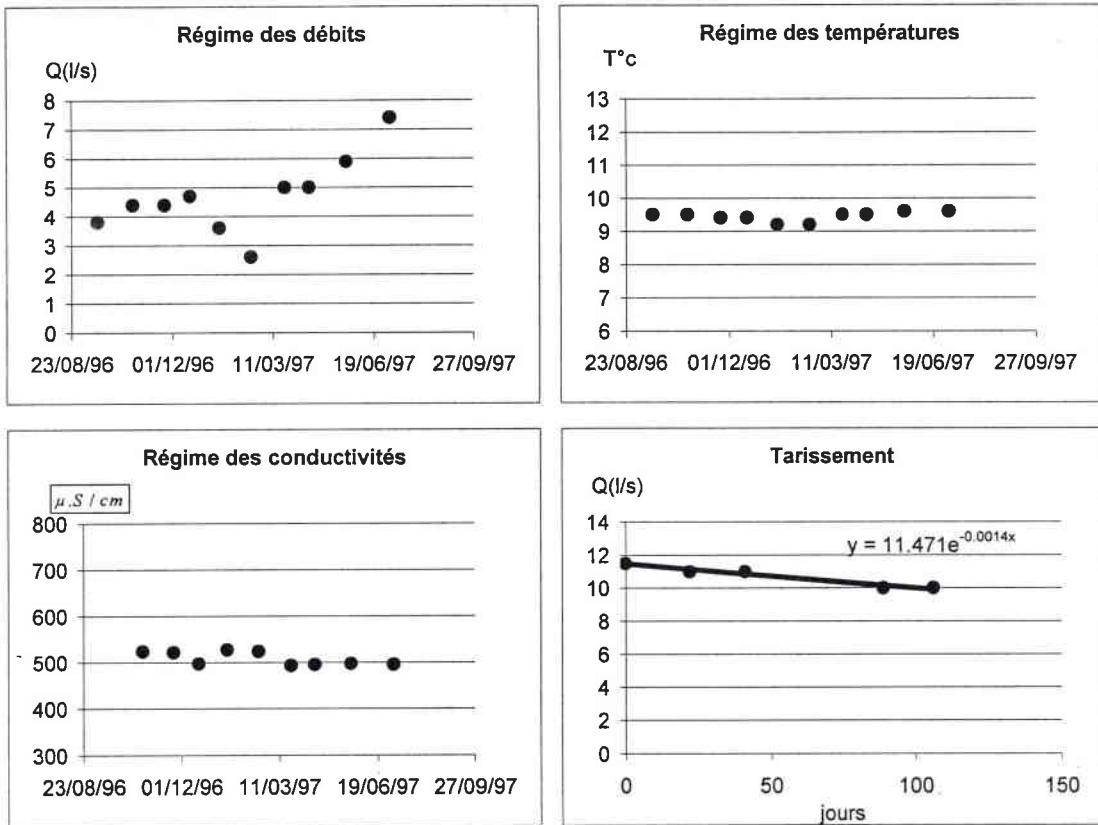 Régime des débits
Q(l/s)
8
7
6
5
4
3
2
1
0
23/08/96 01/12/96 11/03/97 19/06/97 27/09/97
Régime des températures
T°c
13
12
11
10
9
8
7
6
23/08/96 01/12/96 11/03/97 19/06/97 27/09/97
Régime des conductivités
μ.S / cm
800
700
600
500
400
300
23/08/96 01/12/96 11/03/97 19/06/97 27/09/97
Tarissement
Q(l/s)
y = 11.471e^-0.0014x
14
12
10
8
6
4
2
0
0 50 100 150
jours